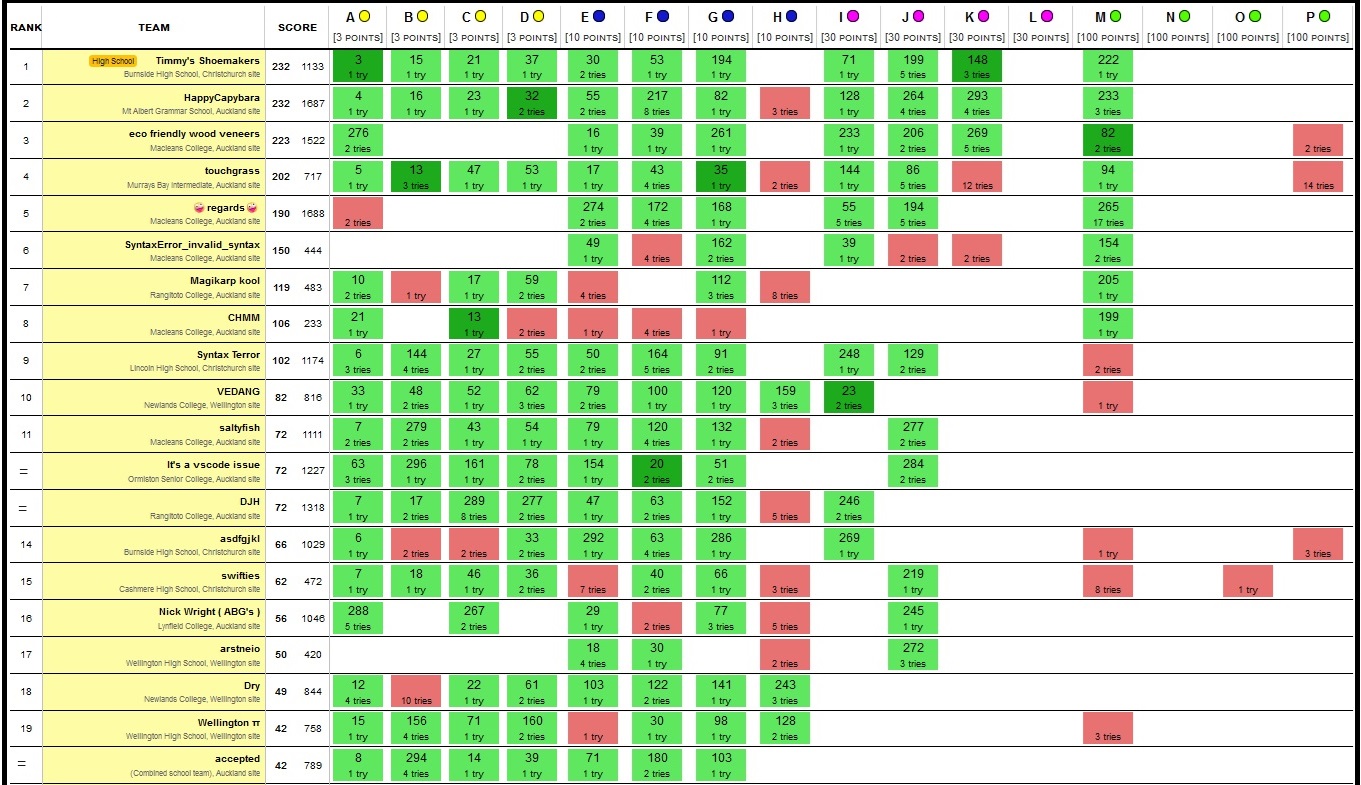 RANK TEAM SCORE A B C D E F G H I J K L M N O P
[3 POINTS] [3 POINTS] [3 POINTS] [3 POINTS] [10 POINTS] [10 POINTS] [10 POINTS] [10 POINTS] [30 POINTS] [30 POINTS] [30 POINTS] [30 POINTS] [100 POINTS] [100 POINTS] [100 POINTS] [100 POINTS]
1 High School Timmy's Shoemakers 232 1133 3 15 21 37 30 53 194 71 199 148 222
Burnside High School, Christchurch site 1 try 1 try 1 try 1 try 2 tries 1 try 1 try 1 try 5 tries 3 tries 1 try
2 HappyCapybara 232 1687 4 16 23 32 55 217 82 128 264 293 233
Mt Albert Grammar School, Auckland site 1 try 1 try 1 try 2 tries 2 tries 8 tries 1 try 3 tries 1 try 4 tries 4 tries 3 tries
3 eco friendly wood veneers 223 1522 276 16 39 261 233 206 269 82
Macleans College, Auckland site 2 tries 1 try 1 try 1 try 1 try 2 tries 5 tries 2 tries 2 tries
4 touchgrass 202 717 5 13 47 53 17 43 35 144 86 94
Murrays Bay Intermediate, Auckland site 1 try 3 tries 1 try 1 try 1 try 4 tries 1 try 2 tries 1 try 5 tries 12 tries 1 try 14 tries
5 🤪regards🤪 190 1688 274 172 168 55 194 265
Macleans College, Auckland site 2 tries 2 tries 4 tries 1 try 5 tries 5 tries 17 tries
6 SyntaxError_invalid_syntax 150 444 49 162 39 154
Macleans College, Auckland site 1 try 4 tries 2 tries 1 try 2 tries 2 tries 2 tries
7 Magikarp kool 119 483 10 17 59 112 205
Rangitoto College, Auckland site 2 tries 1 try 1 try 2 tries 4 tries 3 tries 8 tries 1 try
8 CHMM 106 233 21 13 199
Macleans College, Auckland site 1 try 1 try 2 tries 1 try 4 tries 1 try 1 try
9 Syntax Terror 102 1174 6 144 27 55 50 164 91 248 129
Lincoln High School, Christchurch site 3 tries 4 tries 1 try 2 tries 2 tries 5 tries 2 tries 1 try 2 tries 2 tries
10 VEDANG 82 816 33 48 52 62 79 100 120 159 23
Newlands College, Wellington site 1 try 2 tries 1 try 3 tries 2 tries 1 try 1 try 3 tries 2 tries 1 try
11 saltyfish 72 1111 7 279 43 54 79 120 132 277
Macleans College, Auckland site 2 tries 2 tries 1 try 1 try 1 try 4 tries 1 try 2 tries 2 tries
= It's a vscode issue 72 1227 63 296 161 78 154 20 51 284
Ormiston Senior College, Auckland site 3 tries 1 try 1 try 2 tries 1 try 2 tries 2 tries 2 tries
= DJH 72 1318 7 17 289 277 47 63 152 246
Rangitoto College, Auckland site 1 try 2 tries 8 tries 2 tries 1 try 2 tries 1 try 5 tries 2 tries
14 asdfgjkl 66 1029 6 33 292 63 286 269
Burnside High School, Christchurch site 1 try 2 tries 2 tries 2 tries 1 try 4 tries 1 try 1 try 1 try 3 tries
15 swifties 62 472 7 18 46 36 40 66 219
Cashmere High School, Christchurch site 1 try 1 try 1 try 2 tries 7 tries 2 tries 1 try 3 tries 1 try 8 tries 1 try
16 Nick Wright ( ABG's ) 56 1046 288 267 29 77 245
Lynfield College, Auckland site 5 tries 2 tries 1 try 2 tries 3 tries 5 tries 1 try
17 arstneio 50 420 18 30 272
Wellington High School, Wellington site 4 tries 1 try 2 tries 3 tries
18 Dry 49 844 12 22 61 103 122 141 243
Newlands College, Wellington site 4 tries 10 tries 1 try 2 tries 1 try 2 tries 1 try 3 tries
19 Wellington π 42 758 15 156 71 160 30 98 128
Wellington High School, Wellington site 1 try 4 tries 1 try 2 tries 1 try 1 try 1 try 2 tries 3 tries
= accepted 42 789 8 294 14 39 71 180 103
(Combined school team), Auckland site 1 try 4 tries 1 try 1 try 1 try 2 tries 1 try